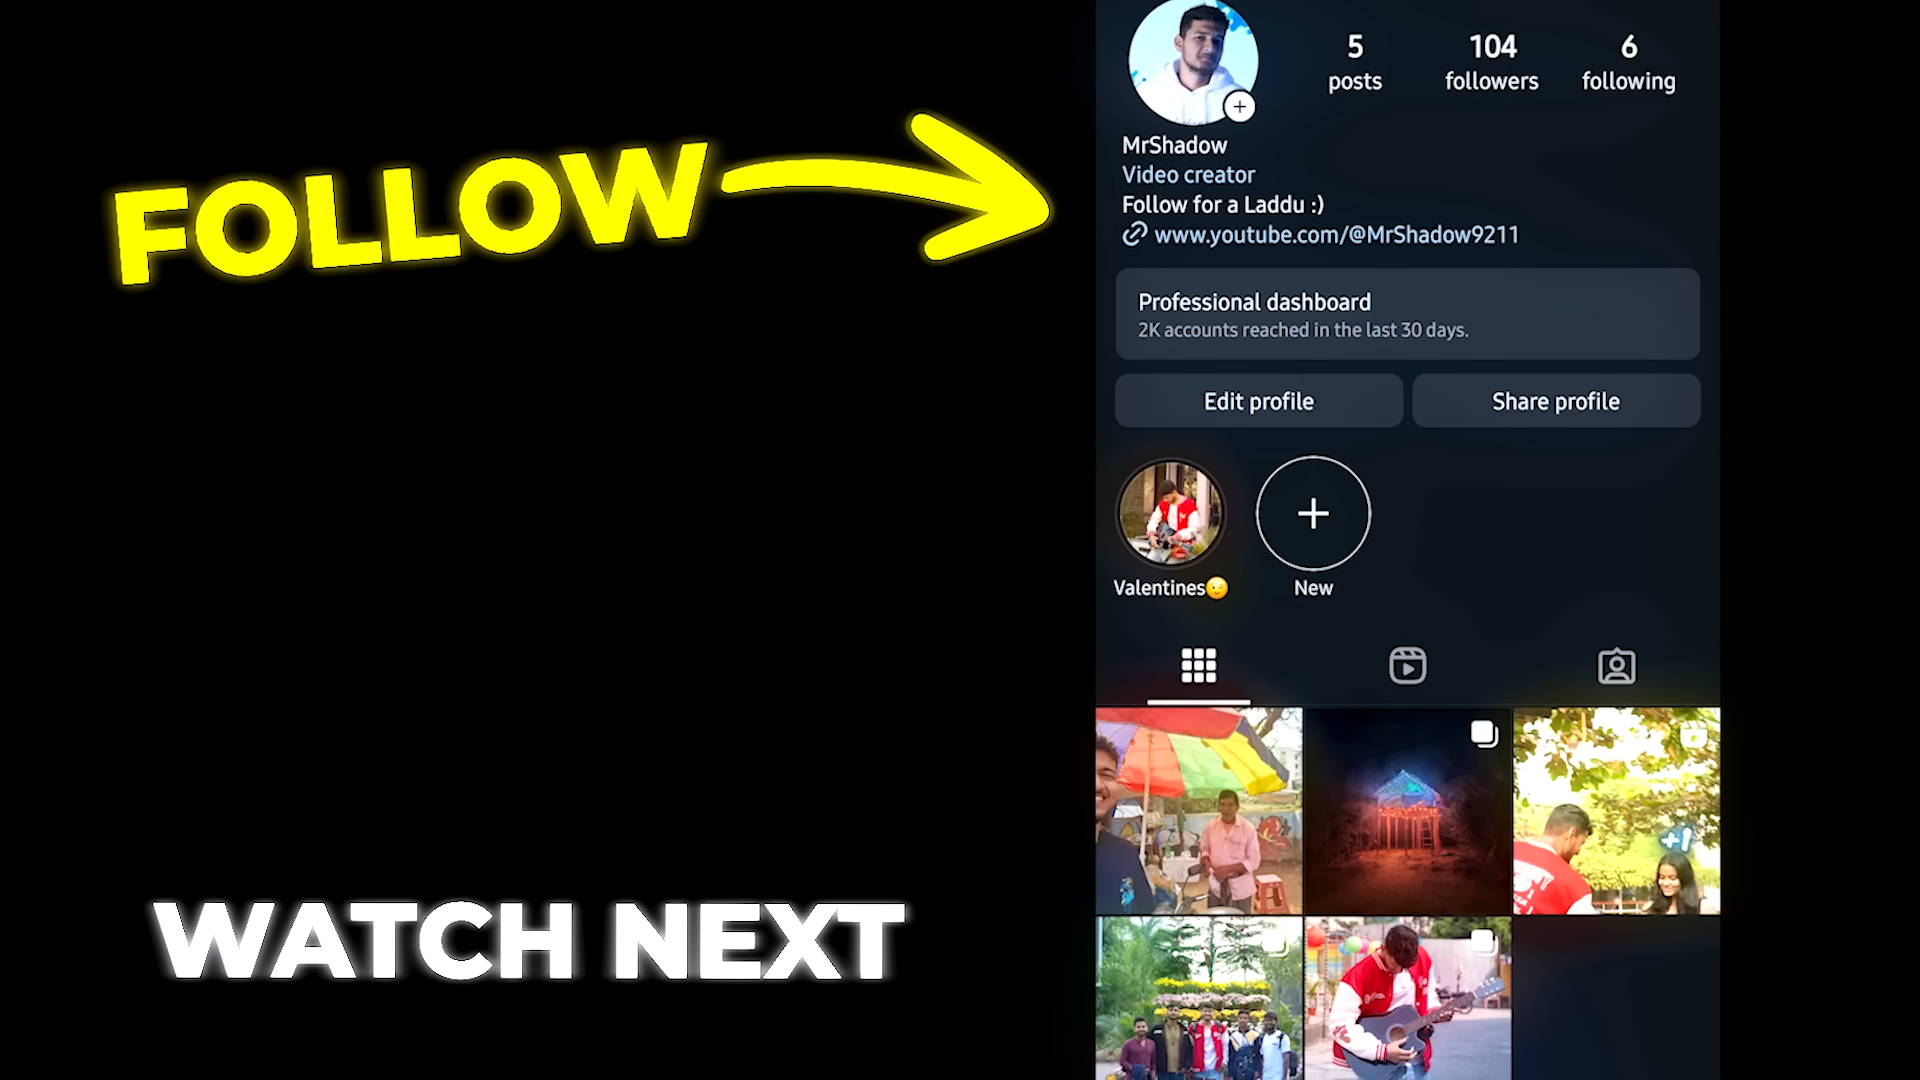 FOLLOW
5 104 6
posts followers following
MrShadow
Video creator
Follow for a Laddu :)
www.youtube.com/@MrShadow9211
Professional dashboard
2K accounts reached in the last 30 days.
Edit profile Share profile
Valentines😉 New
+1
WATCH NEXT